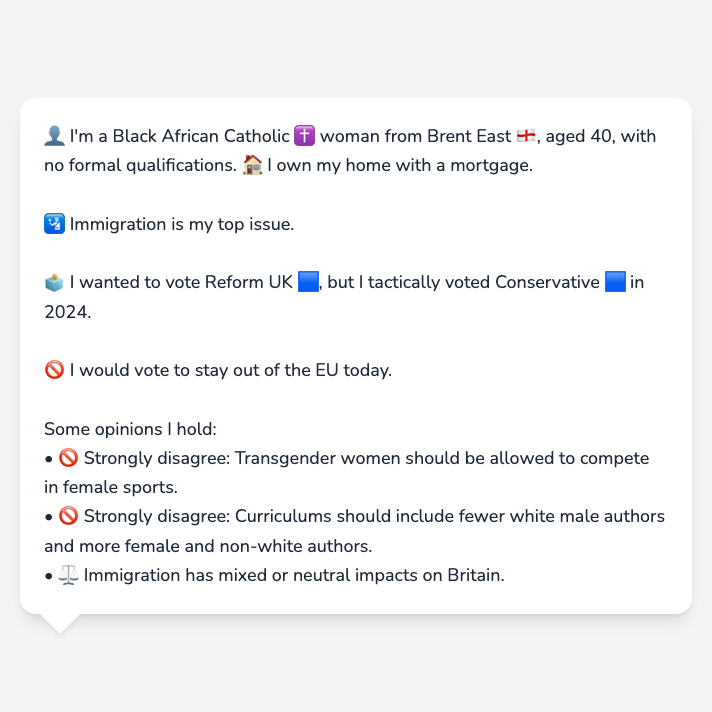 👤 I'm a Black African Catholic ✝️ woman from Brent East 🏴󠁧󠁢󠁥󠁮󠁧󠁿, aged 40, with
no formal qualifications. 🏠 I own my home with a mortgage.
🛂 Immigration is my top issue.
🗳️ I wanted to vote Reform UK 🟦, but I tactically voted Conservative 🟦 in
2024.
🚫 I would vote to stay out of the EU today.
Some opinions I hold:
• 🚫 Strongly disagree: Transgender women should be allowed to compete
in female sports.
• 🚫 Strongly disagree: Curriculums should include fewer white male authors
and more female and non-white authors.
• ⚖️ Immigration has mixed or neutral impacts on Britain.